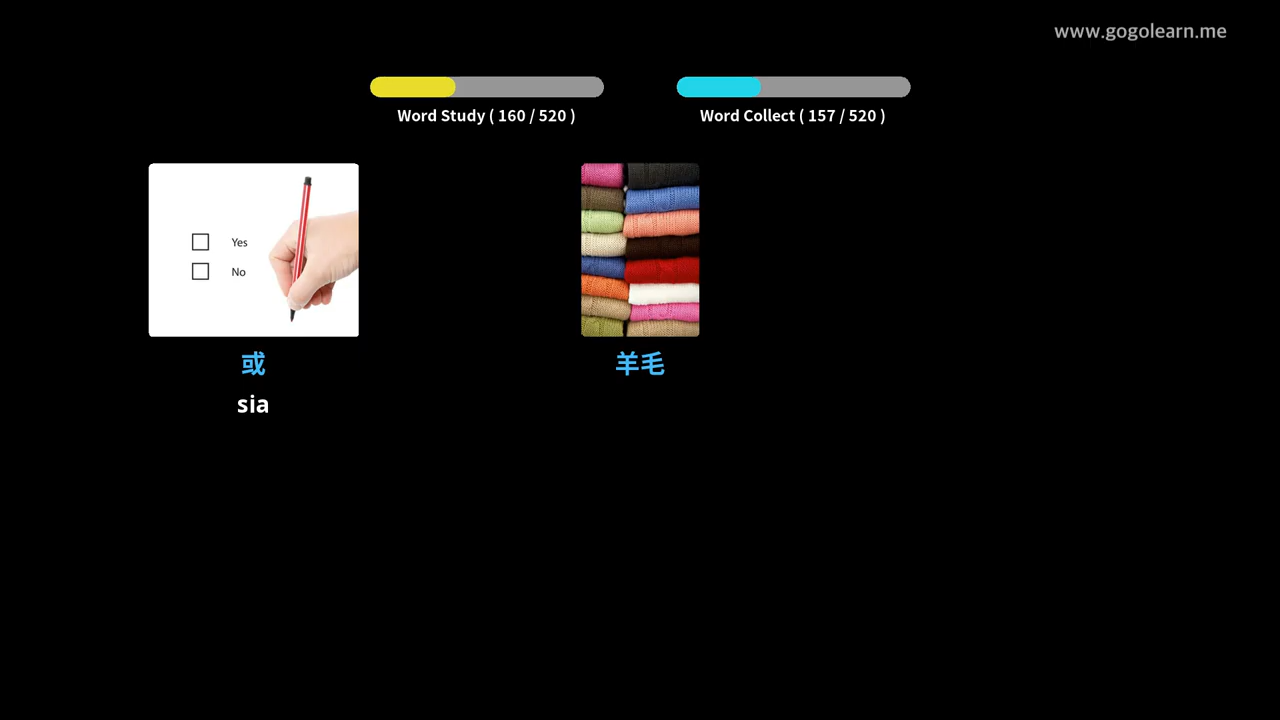 www.gogolearn.me
Word Study ( 160 / 520 )
Word Collect ( 157 / 520 )
Yes
No
或
羊毛
sia